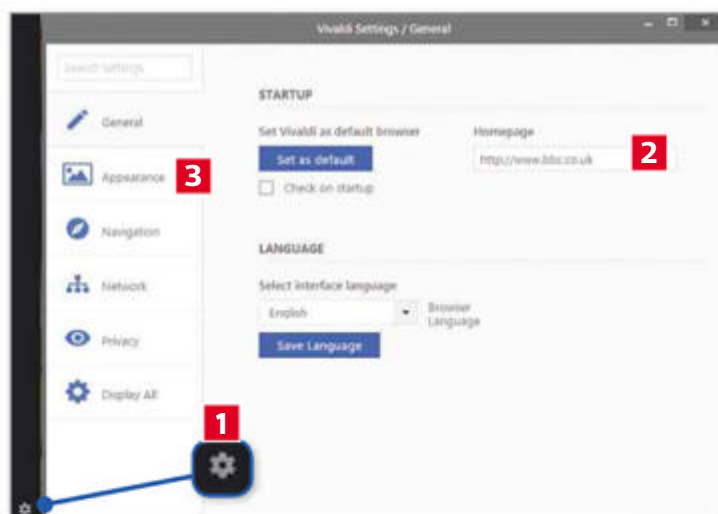 Vivaldi Settings / General
Search settings
General
Appearance
3
Navigation
Network
Privacy
Display All
1
STARTUP
Set Vivaldi as default browser
Set as default
Check on startup
Homepage
http://www.bbc.co.uk
2
LANGUAGE
Select interface language
English
Browser
Language
Save Language